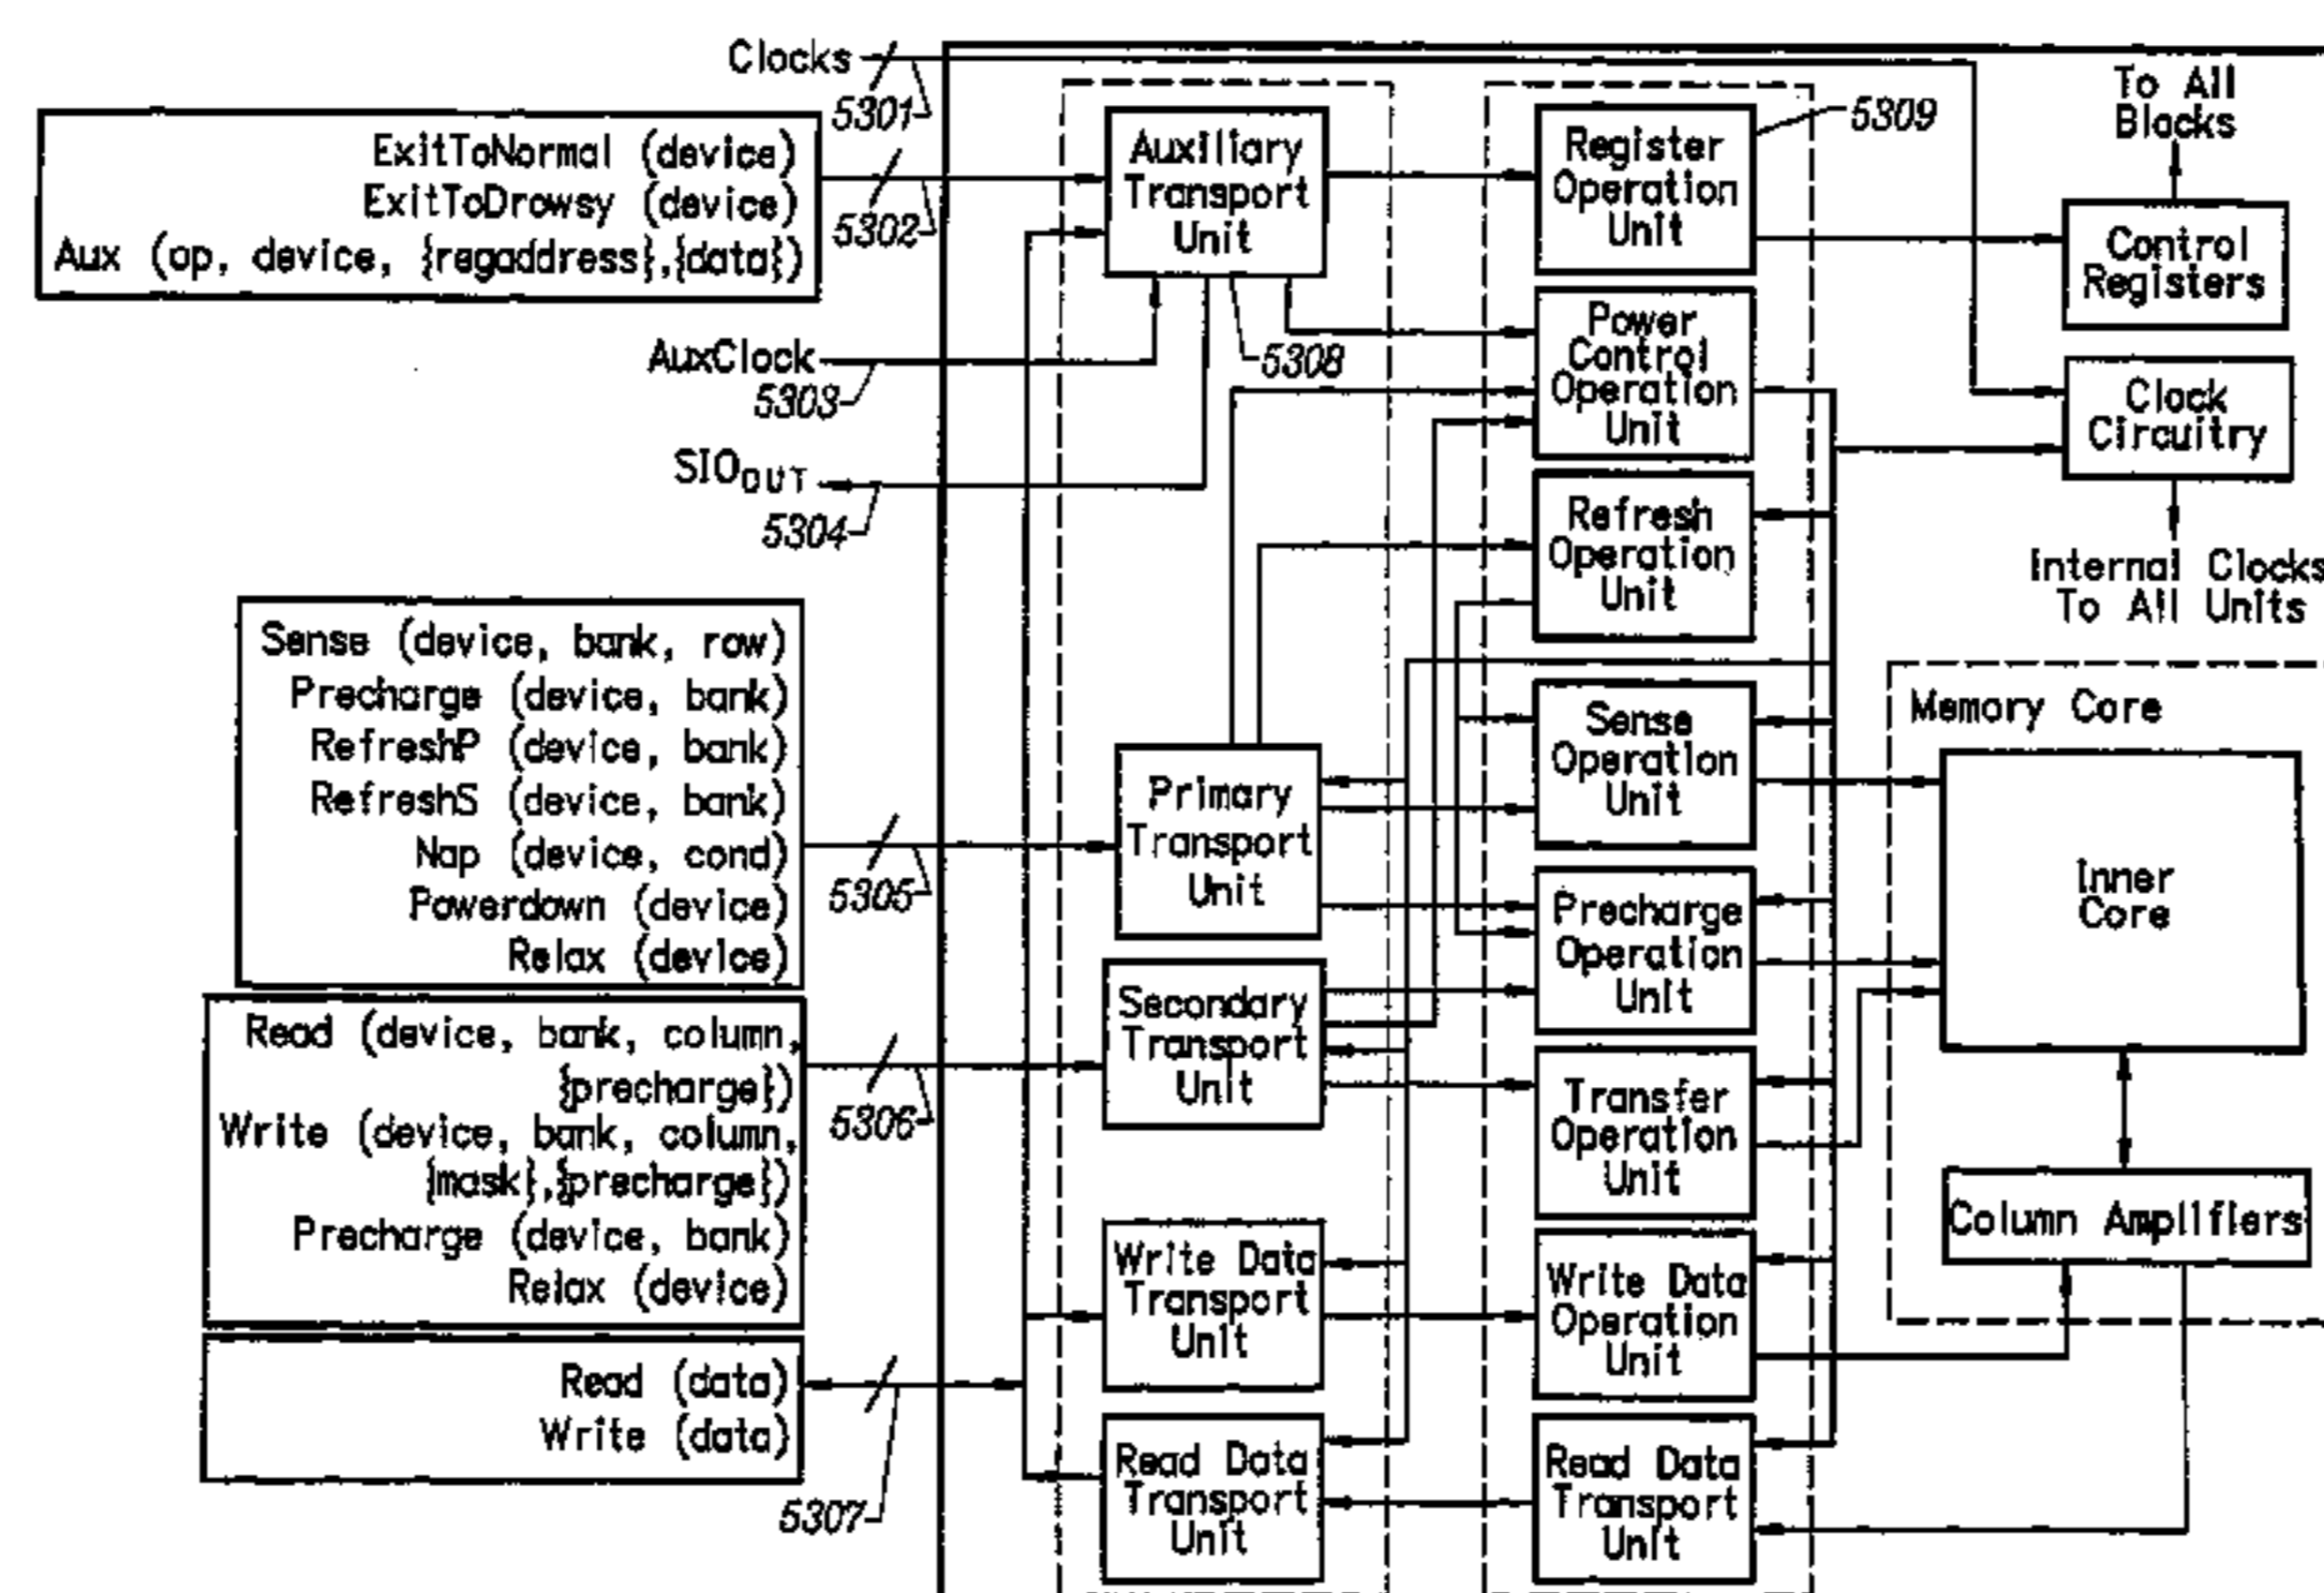 Clocks
5301
ExitToNormal (device)
ExitToDrowsy (device)
Aux (op, device, {regaddress},{data})
5302
AuxClock
5303
SIOOUT
5304
Sense (device, bank, row)
Precharge (device, bank)
RefreshP (device, bank)
RefreshS (device, bank)
Nap (device, cond)
Powerdown (device)
Relax (device)
5305
Read (device, bank, column,
{precharge})
Write (device, bank, column,
{mask},{precharge})
Precharge (device, bank)
Relax (device)
5306
Read (data)
Write (data)
5307
Auxiliary
Transport
Unit
5308
Primary
Transport
Unit
Secondary
Transport
Unit
Write Data
Transport
Unit
Read Data
Transport
Unit
Register
Operation
Unit
5309
Power
Control
Operation
Unit
Refresh
Operation
Unit
Sense
Operation
Unit
Precharge
Operation
Unit
Transfer
Operation
Unit
Write Data
Operation
Unit
Read Data
Transport
Unit
To All
Blocks
Control
Registers
Clock
Circuitry
Internal Clocks
To All Units
Memory Core
Inner
Core
Column Amplifiers